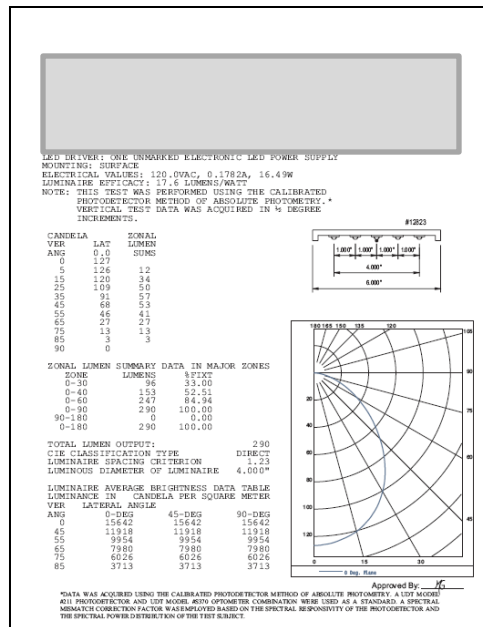 LED DRIVER: ONE UNMARKED ELECTRONIC LED POWER SUPPLY
MOUNTING: SURFACE
ELECTRICAL VALUES: 120.0VAC, 0.1782A, 16.49W
LUMINAIRE EFFICACY: 17.6 LUMENS/WATT
NOTE: THIS TEST WAS PERFORMED USING THE CALIBRATED
PHOTODETECTOR METHOD OF ABSOLUTE PHOTOMETRY.*
VERTICAL TEST DATA WAS ACQUIRED IN ½ DEGREE
INCREMENTS.
CANDELA ZONAL
VER LAT LUMEN
ANG 0.0 SUMS
0 127
5 126 12
15 120 34
25 109 50
35 91 57
45 68 53
55 46 41
65 27 27
75 13 13
85 3 3
90 0
#12823
1.000" 1.000" 1.000" 1.000"
4.000"
6.000"
ZONAL LUMEN SUMMARY DATA IN MAJOR ZONES
ZONE LUMENS %FIXT
0-30 96 33.00
0-40 153 52.51
0-60 247 84.94
0-90 290 100.00
90-180 0 0.00
0-180 290 100.00
TOTAL LUMEN OUTPUT: 290
CIE CLASSIFICATION TYPE DIRECT
LUMINAIRE SPACING CRITERION 1.23
LUMINOUS DIAMETER OF LUMINAIRE 4.000"
LUMINAIRE AVERAGE BRIGHTNESS DATA TABLE
LUMINANCE IN CANDELA PER SQUARE METER
VER LATERAL ANGLE
ANG 0-DEG 45-DEG 90-DEG
0 15642 15642 15642
45 11918 11918 11918
55 9954 9954 9954
65 7980 7980 7980
75 6026 6026 6026
85 3713 3713 3713
180 165 150 135 120 105
90
20
75
40
60
60
80
100
45
120
0 15 30
0 Deg. Plane
Approved By:
*DATA WAS ACQUIRED USING THE CALIBRATED PHOTODETECTOR METHOD OF ABSOLUTE PHOTOMETRY. A UDT MODEL
#211 PHOTODETECTOR AND UDT MODEL #S370 OPTOMETER COMBINATION WERE USED AS A STANDARD. A SPECTRAL
MISMATCH CORRECTION FACTOR WAS EMPLOYED BASED ON THE SPECTRAL RESPONSIVITY OF THE PHOTODETECTOR AND
THE SPECTRAL POWER DISTRIBUTION OF THE TEST SUBJECT.